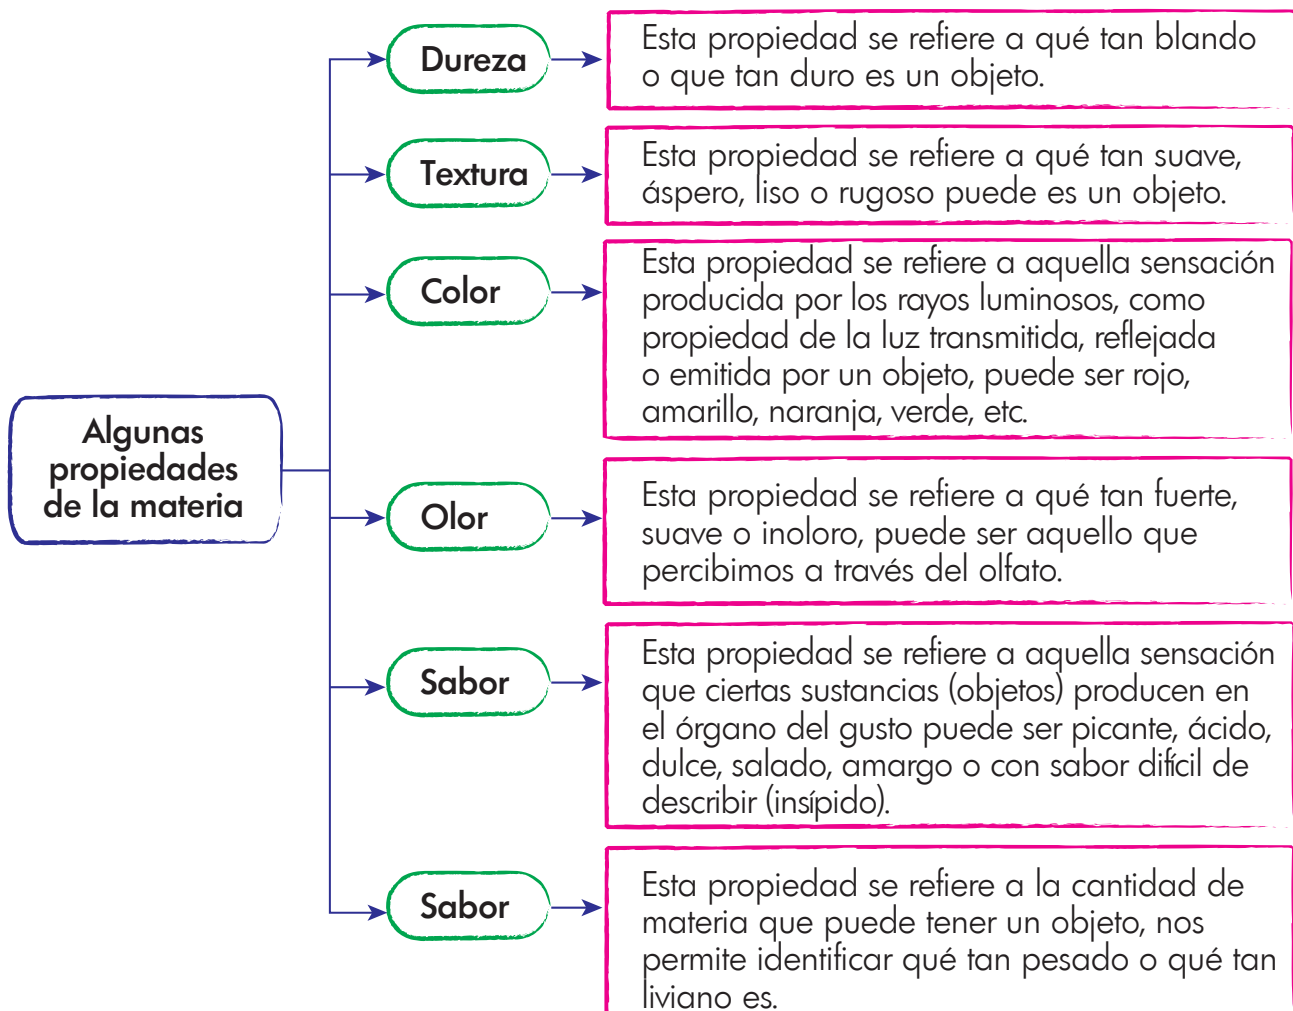 Algunas
propiedades
de la materia
Dureza
Esta propiedad se refiere a qué tan blando
o que tan duro es un objeto.
Textura
Esta propiedad se refiere a qué tan suave,
áspero, liso o rugoso puede es un objeto.
Color
Esta propiedad se refiere a aquella sensación
producida por los rayos luminosos, como
propiedad de la luz transmitida, reflejada
o emitida por un objeto, puede ser rojo,
amarillo, naranja, verde, etc.
Olor
Esta propiedad se refiere a qué tan fuerte,
suave o inoloro, puede ser aquello que
percibimos a través del olfato.
Sabor
Esta propiedad se refiere a aquella sensación
que ciertas sustancias (objetos) producen en
el órgano del gusto puede ser picante, ácido,
dulce, salado, amargo o con sabor difícil de
describir (insípido).
Sabor
Esta propiedad se refiere a la cantidad de
materia que puede tener un objeto, nos
permite identificar qué tan pesado o qué tan
liviano es.